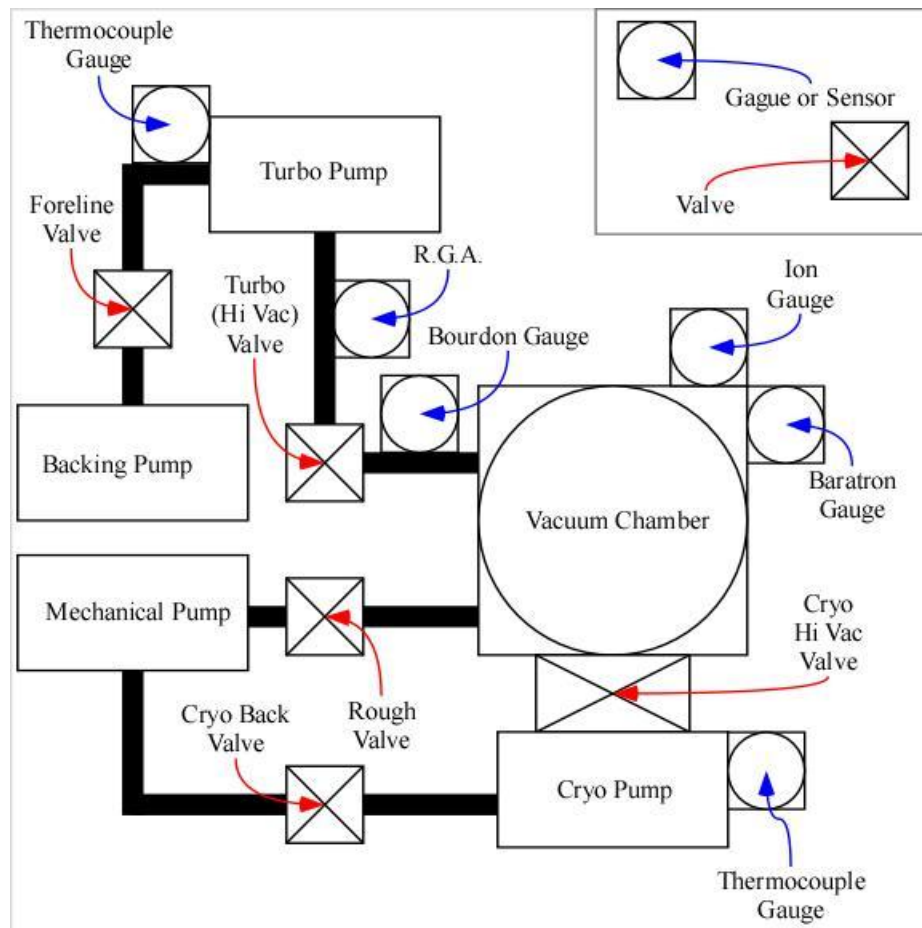 Thermocouple
Gauge
Gague or Sensor
Turbo Pump
Foreline
Valve
Valve
R.G.A.
Turbo
(Hi Vac)
Valve
Ion
Gauge
Bourdon Gauge
Backing Pump
Baratron
Gauge
Vacuum Chamber
Mechanical Pump
Cryo
Hi Vac
Valve
Cryo Back
Valve
Rough
Valve
Cryo Pump
Thermocouple
Gauge